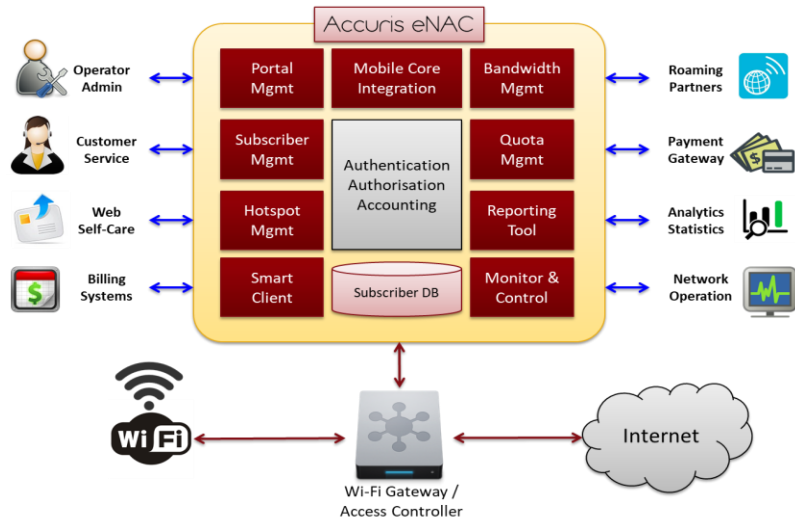 Accuris eNAC
Operator
Admin
Portal
Mgmt
Mobile Core
Integration
Bandwidth
Mgmt
Roaming
Partners
Customer
Service
Subscriber
Mgmt
Authentication
Authorisation
Accounting
Quota
Mgmt
Payment
Gateway
$
Web
Self-Care
Hotspot
Mgmt
Reporting
Tool
Analytics
Statistics
$
Billing
Systems
Smart
Client
Subscriber DB
Monitor &
Control
Network
Operation
Wi Fi
Internet
Wi-Fi Gateway /
Access Controller